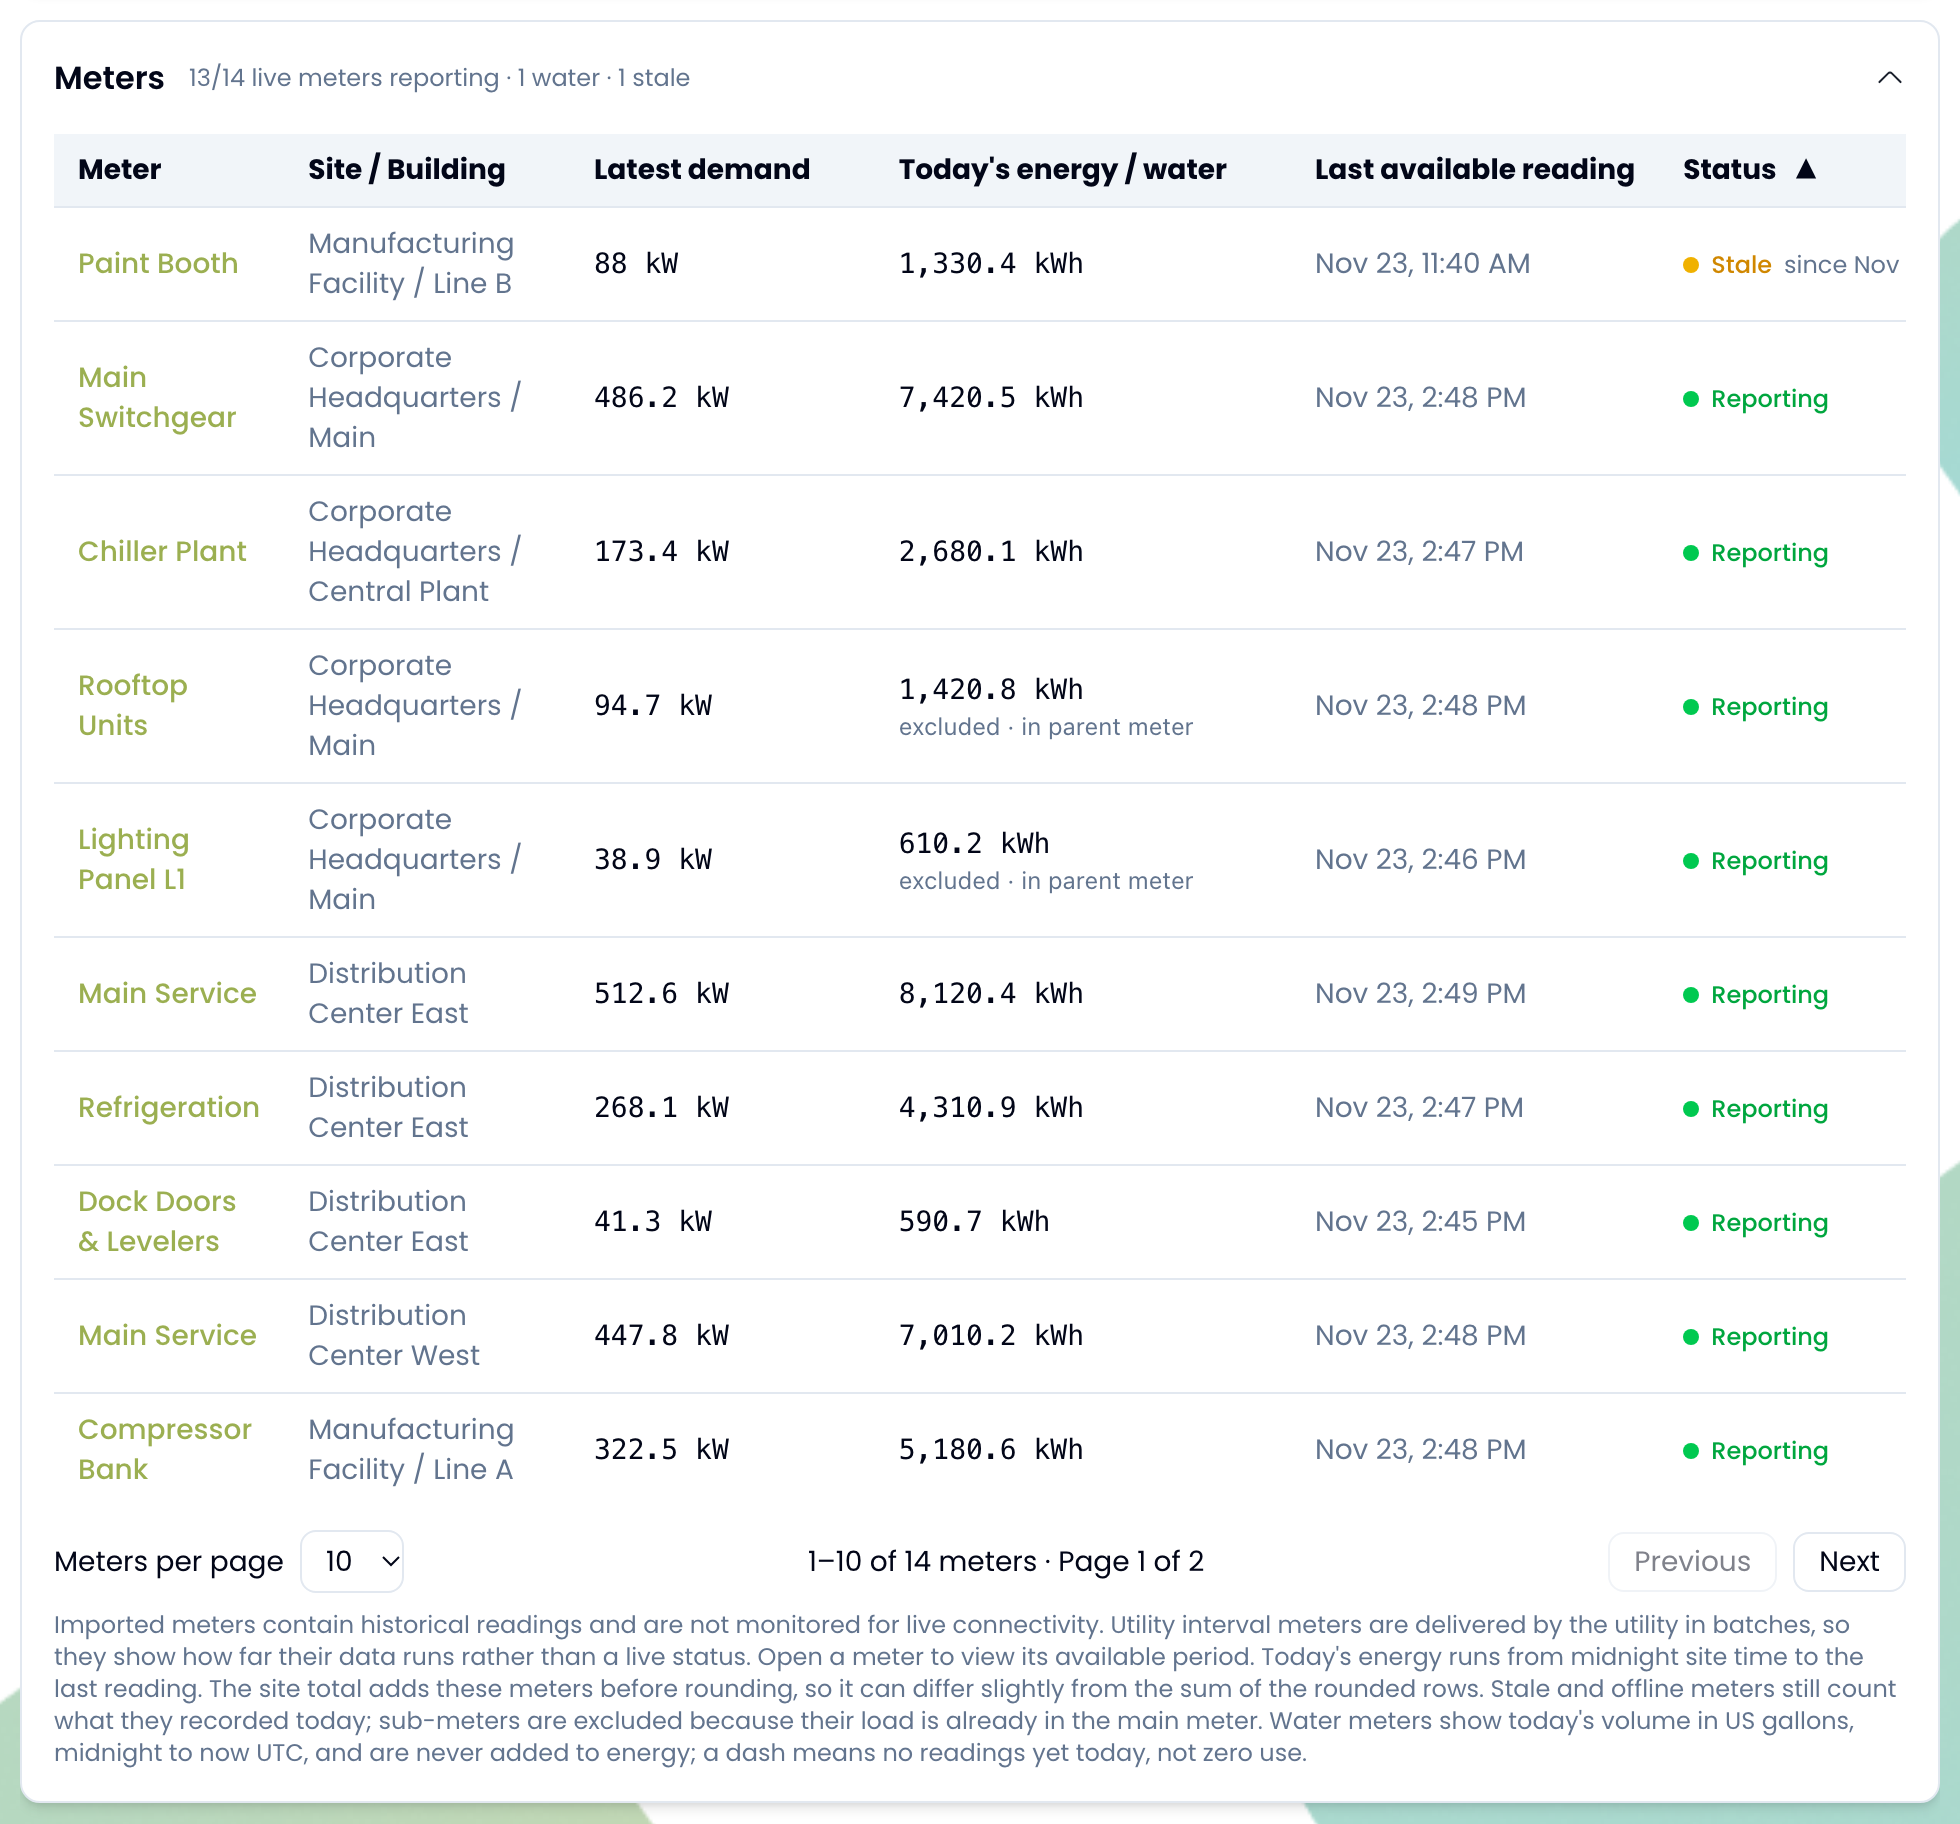 Meters 13/14 live meters reporting · 1 water · 1 stale
Meter Site / Building Latest demand Today's energy / water Last available reading Status ▲
Paint Booth
Manufacturing
Facility / Line B
88 kW
1,330.4 kWh
Nov 23, 11:40 AM
Stale since Nov
Main
Switchgear
Corporate
Headquarters /
Main
486.2 kW
7,420.5 kWh
Nov 23, 2:48 PM
Reporting
Chiller Plant
Corporate
Headquarters /
Central Plant
173.4 kW
2,680.1 kWh
Nov 23, 2:47 PM
Reporting
Rooftop
Units
Corporate
Headquarters /
Main
94.7 kW
1,420.8 kWh
excluded · in parent meter
Nov 23, 2:48 PM
Reporting
Lighting
Panel L1
Corporate
Headquarters /
Main
38.9 kW
610.2 kWh
excluded · in parent meter
Nov 23, 2:46 PM
Reporting
Main Service
Distribution
Center East
512.6 kW
8,120.4 kWh
Nov 23, 2:49 PM
Reporting
Refrigeration
Distribution
Center East
268.1 kW
4,310.9 kWh
Nov 23, 2:47 PM
Reporting
Dock Doors
& Levelers
Distribution
Center East
41.3 kW
590.7 kWh
Nov 23, 2:45 PM
Reporting
Main Service
Distribution
Center West
447.8 kW
7,010.2 kWh
Nov 23, 2:48 PM
Reporting
Compressor
Bank
Manufacturing
Facility / Line A
322.5 kW
5,180.6 kWh
Nov 23, 2:48 PM
Reporting
Meters per page 10 1–10 of 14 meters · Page 1 of 2 Previous Next
Imported meters contain historical readings and are not monitored for live connectivity. Utility interval meters are delivered by the utility in batches, so
they show how far their data runs rather than a live status. Open a meter to view its available period. Today's energy runs from midnight site time to the
last reading. The site total adds these meters before rounding, so it can differ slightly from the sum of the rounded rows. Stale and offline meters still count
what they recorded today; sub-meters are excluded because their load is already in the main meter. Water meters show today's volume in US gallons,
midnight to now UTC, and are never added to energy; a dash means no readings yet today, not zero use.